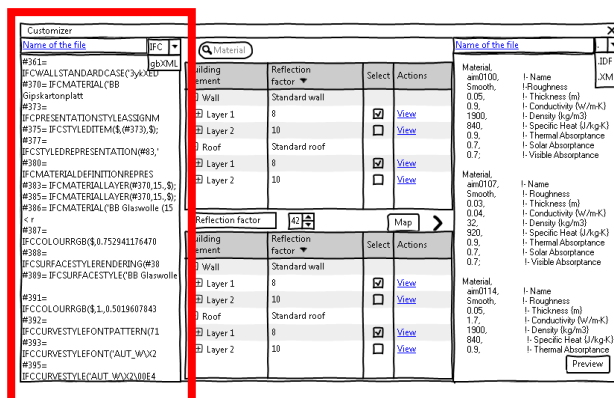 Customizer
X
Name of the file
IFC
gbXML
#361=
IFCWALLSTANDARDCASE('3ykXED
#370= IFCMATERIAL('BB
Gipskartonplatt
#373=
IFCPRESENTATIONSTYLEASSIGNM
#375= IFCSTYLEDITEM($,(#373),$);
#377=
IFCSTYLEDREPRESENTATION(#83,'
#380=
IFCMATERIALDEFINITIONREPRES
#383= IFCMATERIALLAYER(#370,15.,$);
#385= IFCMATERIALLAYER(#370,15.,$);
#386= IFCMATERIAL('BB Glaswolle (15
< r
#387=
IFCCOLOURRGB($,0.752941176470
#388=
IFCSURFACESTYLERENDERING(#38
#389= IFCSURFACESTYLE('BB Glaswolle
#391=
IFCCOLOURRGB($,1.,0.5019607843
#392=
IFCCURVESTYLEFONTPATTERN(71
#393=
IFCCURVESTYLEFONT('AUT_W\X2
#395=
IFCCURVESTYLE('AUT_W\X2\00E4
Material
uilding ement Reflection factor Select Actions
Wall Standard wall
Layer 1 8 View
Layer 2 10 View
Roof Standard roof
Layer 1 8 View
Layer 2 10 View
Reflection factor 42 Map
uilding ement Reflection factor Select Actions
Wall Standard wall
Layer 1 8 View
Layer 2 10 View
Roof Standard roof
Layer 1 8 View
Layer 2 10 View
Name of the file
.IDF
.XM
Material,
aim0100, !- Name
Smooth, !-Roughness
0.05, !- Thickness {m}
0.9, !- Conductivity {W/m-K}
1900, !- Density {kg/m3}
840, !- Specific Heat {J/kg-K}
0.9, !- Thermal Absorptance
0.7, !- Solar Absorptance
0.7; !- Visible Absorptance
Material,
aim0107, !- Name
Smooth, !- Roughness
0.03, !- Thickness {m}
0.04, !- Conductivity {W/m-K}
32, !- Density {kg/m3}
920, !- Specific Heat {J/kg-K}
0.9, !- Thermal Absorptance
0.7, !- Solar Absorptance
0.7; !- Visible Absorptance
Material,
aim0114, !- Name
Smooth, !- Roughness
0.05, !- Thickness {m}
1.7, !- Conductivity {W/m-K}
1900, !- Density {kg/m3}
840, !- Specific Heat {J/kg-K}
0.9, !- Thermal Absorptance
Preview